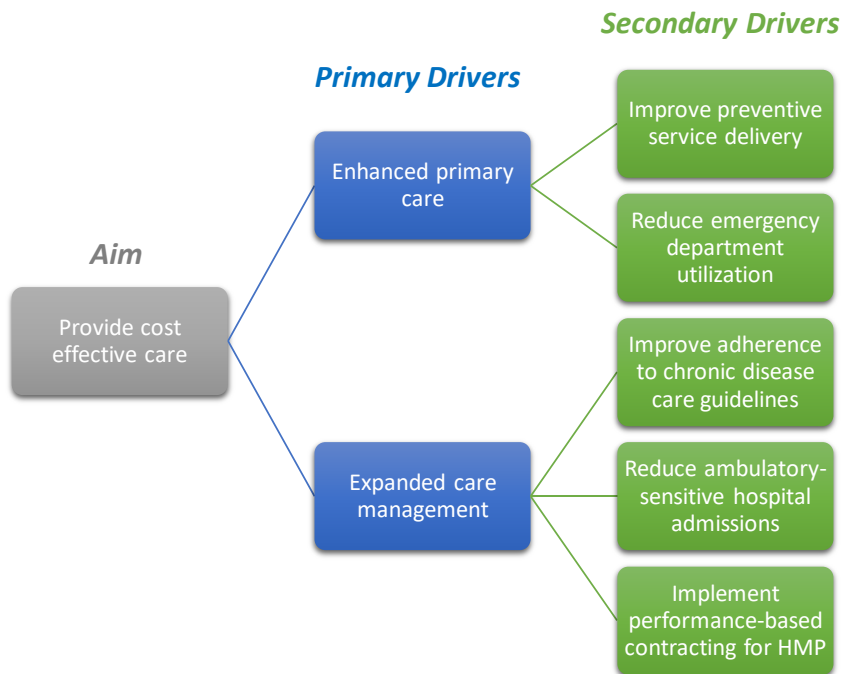 Secondary Drivers
Primary Drivers
Aim
Provide cost
effective care
Enhanced primary
care
Expanded care
management
Improve preventive
service delivery
Reduce emergency
department
utilization
Improve adherence
to chronic disease
care guidelines
Reduce ambulatory-
sensitive hospital
admissions
Implement
performance-based
contracting for HMP